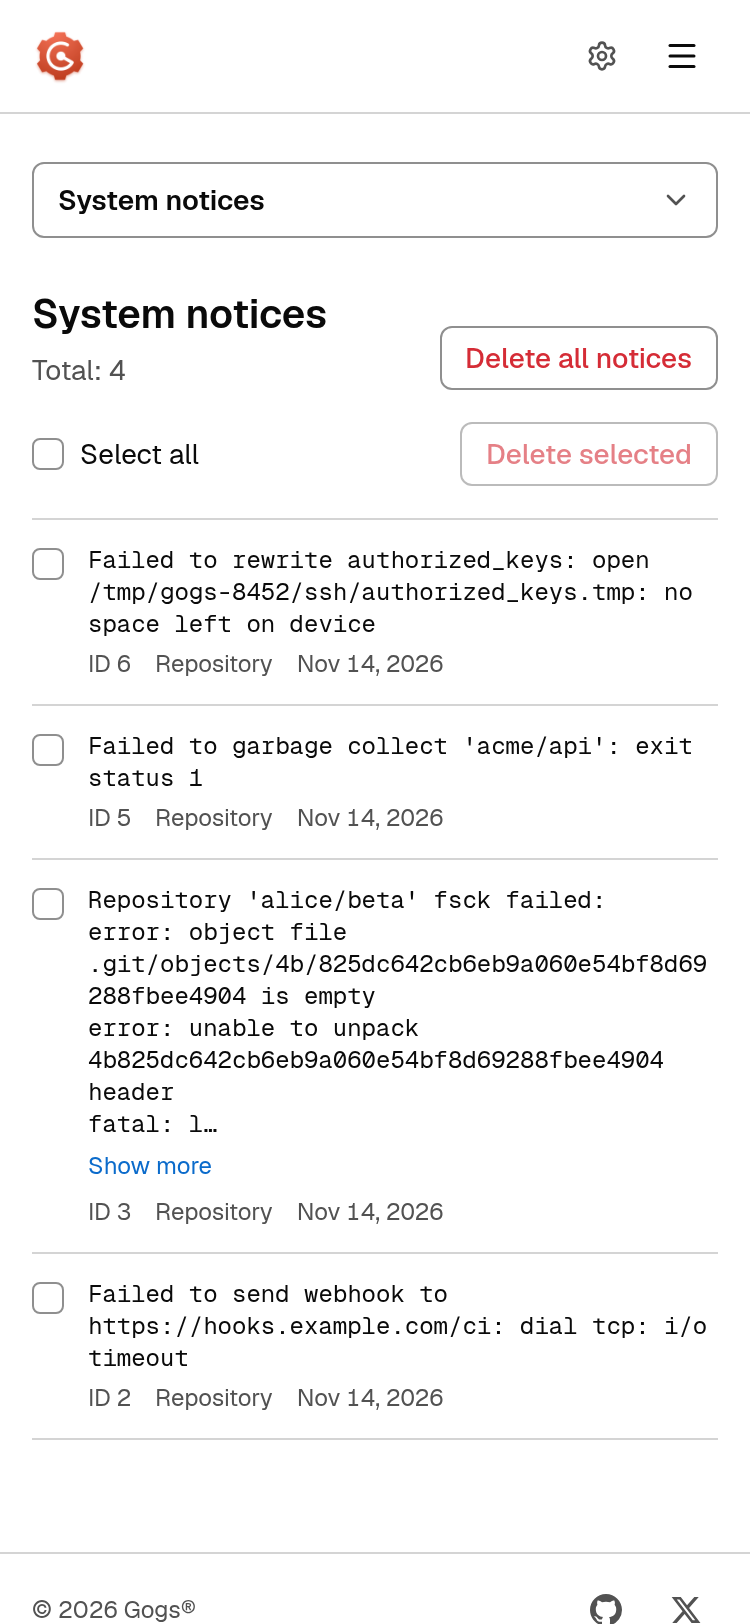 System notices
System notices
Total: 4
Delete all notices
Select all
Delete selected
Failed to rewrite authorized_keys: open
/tmp/gogs-8452/ssh/authorized_keys.tmp: no
space left on device
ID 6 Repository Nov 14, 2026
Failed to garbage collect 'acme/api': exit
status 1
ID 5 Repository Nov 14, 2026
Repository 'alice/beta' fsck failed:
error: object file
.git/objects/4b/825dc642cb6eb9a060e54bf8d69
288fbee4904 is empty
error: unable to unpack
4b825dc642cb6eb9a060e54bf8d69288fbee4904
header
fatal: l…
Show more
ID 3 Repository Nov 14, 2026
Failed to send webhook to
https://hooks.example.com/ci: dial tcp: i/o
timeout
ID 2 Repository Nov 14, 2026
© 2026 Gogs®